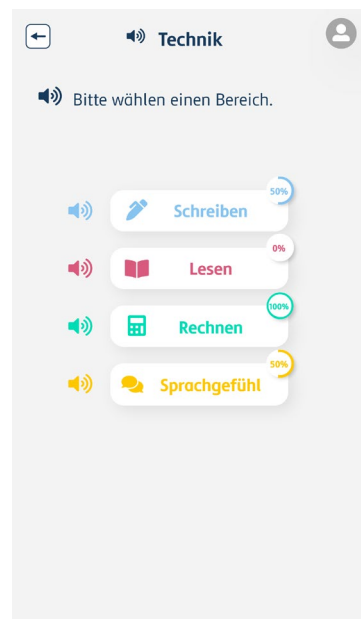 Technik
Bitte wählen einen Bereich.
50%
Schreiben
0%
Lesen
100%
Rechnen
50%
Sprachgefühl